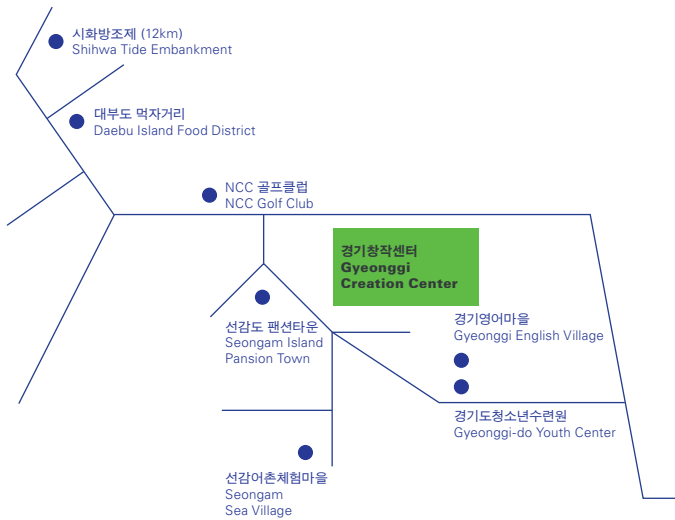 시화방조제 (12km)
Shihwa Tide Embankment
대부도 먹자거리
Daebu Island Food District
NCC 골프클럽
NCC Golf Club
경기창작센터
Gyeonggi
Creation Center
선감도 팬션타운
Seongam Island
Pansion Town
경기영어마을
Gyeonggi English Village
경기도청소년수련원
Gyeonggi-do Youth Center
선감어촌체험마을
Seongam
Sea Village